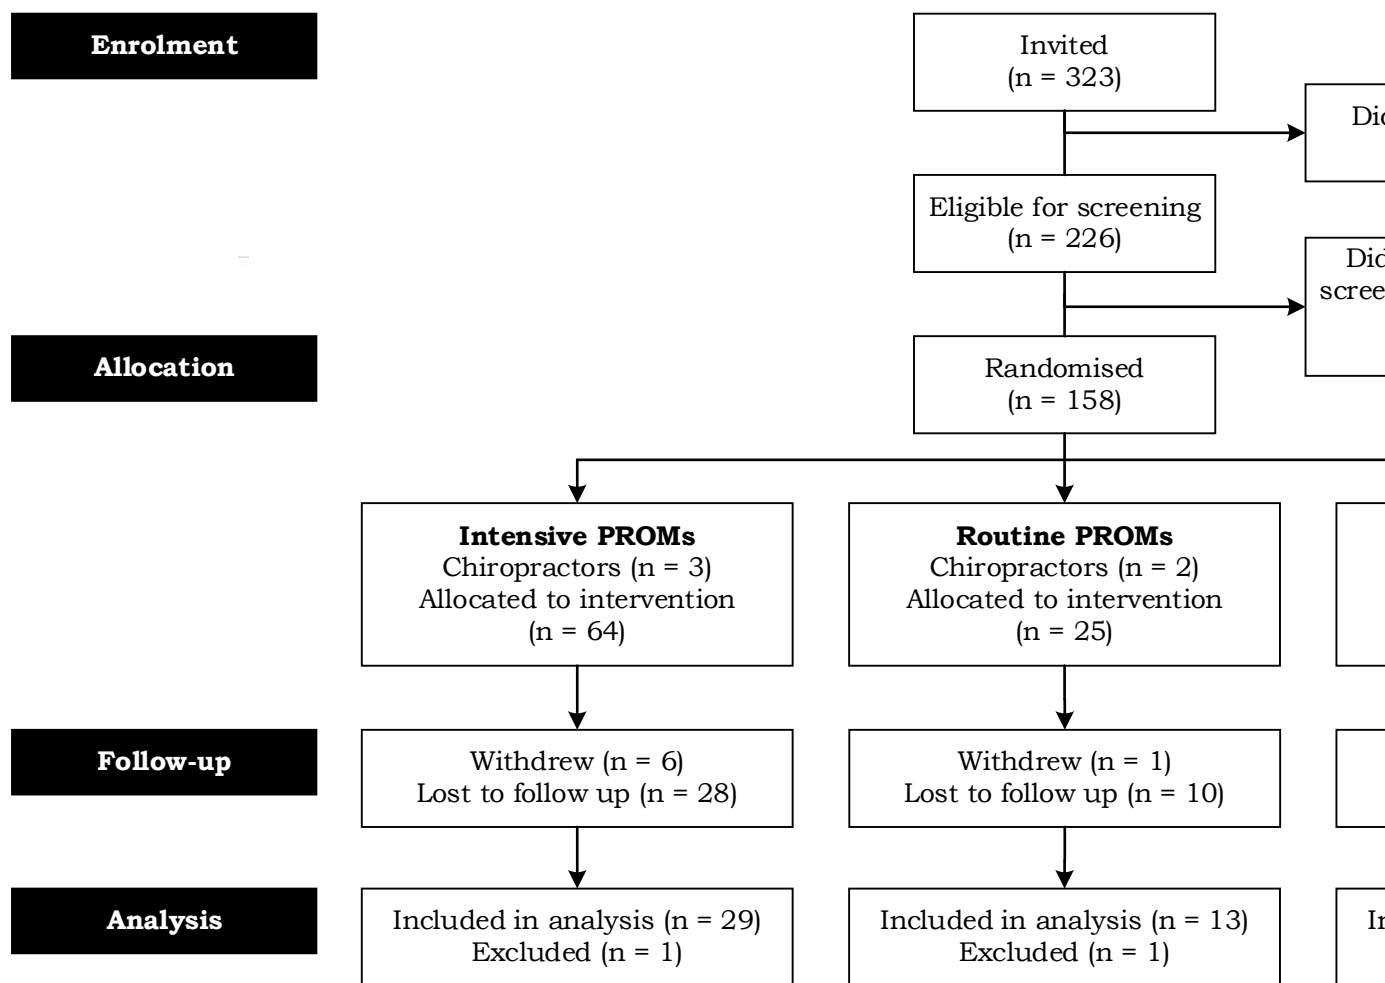 Enrolment
Invited
(n = 323)
Eligible for screening
(n = 226)
Allocation
Randomised
(n = 158)
Intensive PROMs
Chiropractors (n = 3)
Allocated to intervention
(n = 64)
Routine PROMs
Chiropractors (n = 2)
Allocated to intervention
(n = 25)
Follow-up
Withdrew (n = 6)
Lost to follow up (n = 28)
Withdrew (n = 1)
Lost to follow up (n = 10)
Analysis
Included in analysis (n = 29)
Excluded (n = 1)
Included in analysis (n = 13)
Excluded (n = 1)